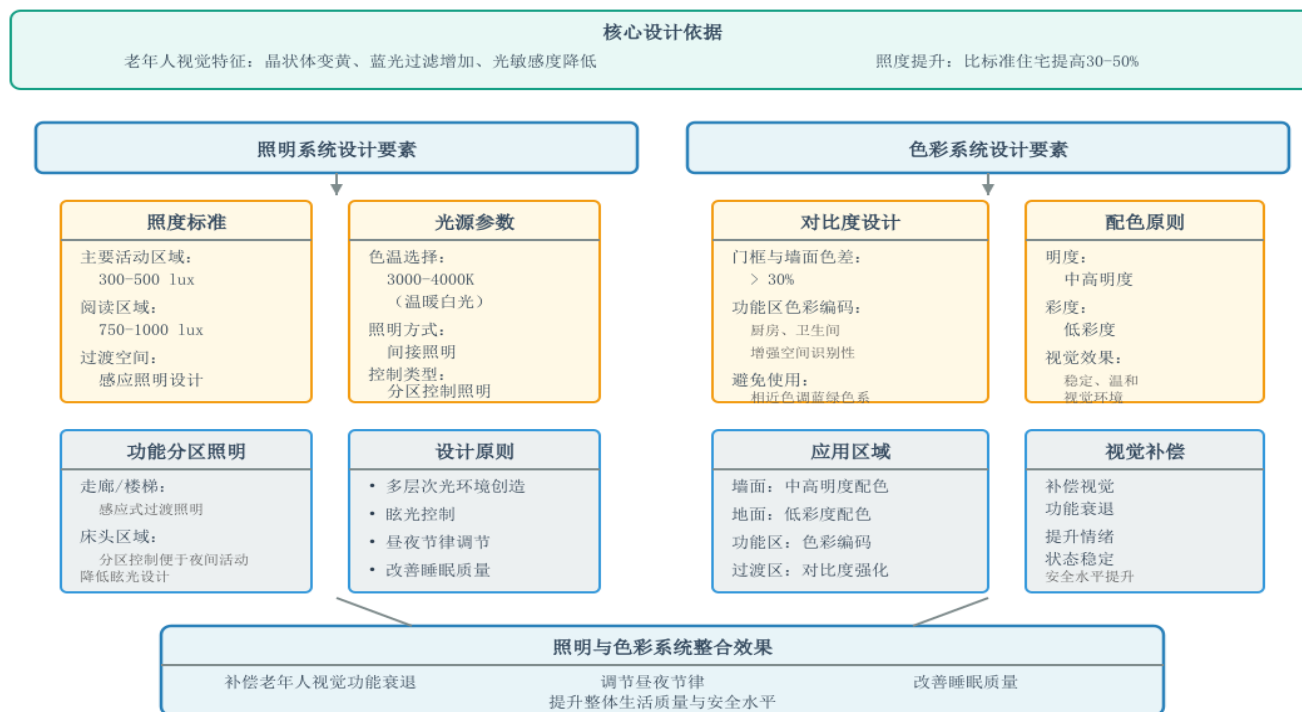 核心设计依据
老年人视觉特征：晶状体变黄、蓝光过滤增加、光敏感度降低
照度提升：比标准住宅提高30-50%
照明系统设计要素
照度标准
主要活动区域：
300-500 lux
阅读区域：
750-1000 lux
过渡空间：
感应照明设计
光源参数
色温选择：
3000-4000K
（温暖白光）
照明方式：
间接照明
控制类型：
分区控制照明
功能分区照明
走廊/楼梯：
感应式过渡照明
床头区域：
分区控制便于夜间活动
降低眩光设计
设计原则
• 多层次光环境创造
• 眩光控制
• 昼夜节律调节
• 改善睡眠质量
色彩系统设计要素
对比度设计
门框与墙面色差：
> 30%
功能区色彩编码：
厨房、卫生间
增强空间识别性
避免使用：
相近色调蓝绿色系
配色原则
明度：
中高明度
彩度：
低彩度
视觉效果：
稳定、温和
视觉环境
应用区域
墙面：中高明度配色
地面：低彩度配色
功能区：色彩编码
过渡区：对比度强化
视觉补偿
补偿视觉
功能衰退
提升情绪
状态稳定
安全水平提升
照明与色彩系统整合效果
补偿老年人视觉功能衰退
调节昼夜节律
改善睡眠质量
提升整体生活质量与安全水平